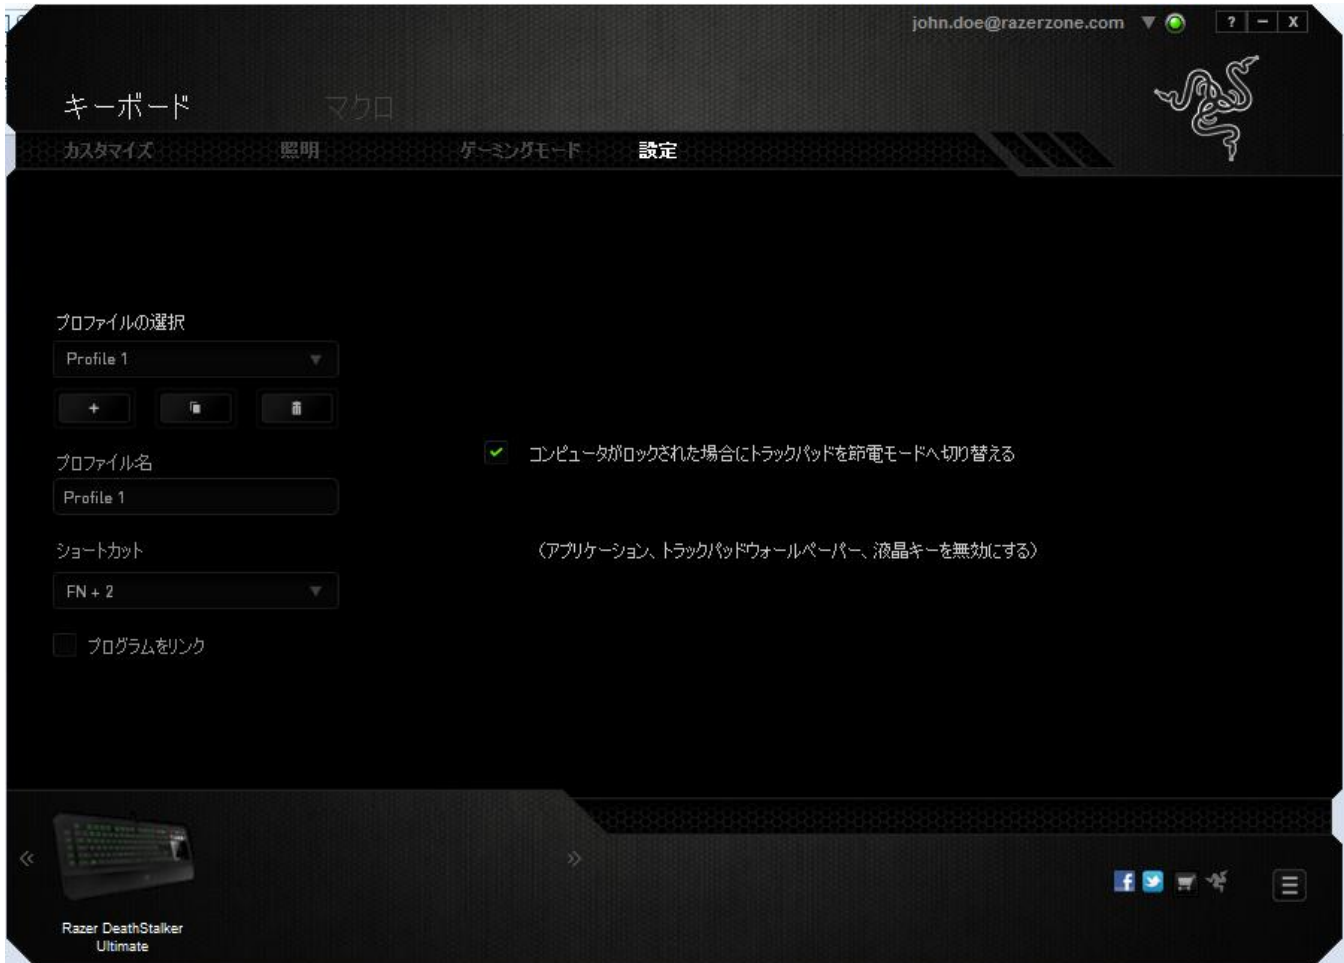 john.doe@razerzone.com
? − X
キーボード マクロ
カスタマイズ 照明 ゲーミングモード 設定
プロファイルの選択
Profile 1
プロファイル名
Profile 1
コンピュータがロックされた場合にトラックパッドを節電モードへ切り替える
ショートカット
(アプリケーション、トラックパッドウォールペーパー、液晶キーを無効にする)
FN + 2
プログラムをリンク
Razer DeathStalker
Ultimate